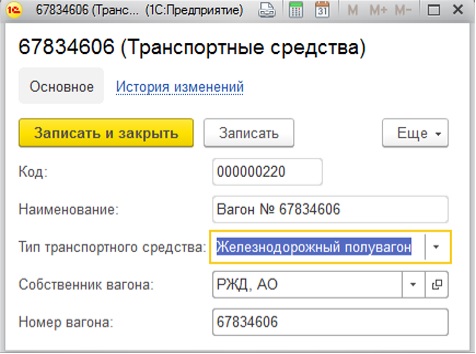 67834606 (Транс... (1С:Предприятие)
М М+ М-
67834606 (Транспортные средства)
Основное История изменений
Записать и закрыть Записать Еще
Код: 000000220
Наименование: Вагон № 67834606
Тип транспортного средства: Железнодорожный полувагон
Собственник вагона: РЖД, АО
Номер вагона: 67834606